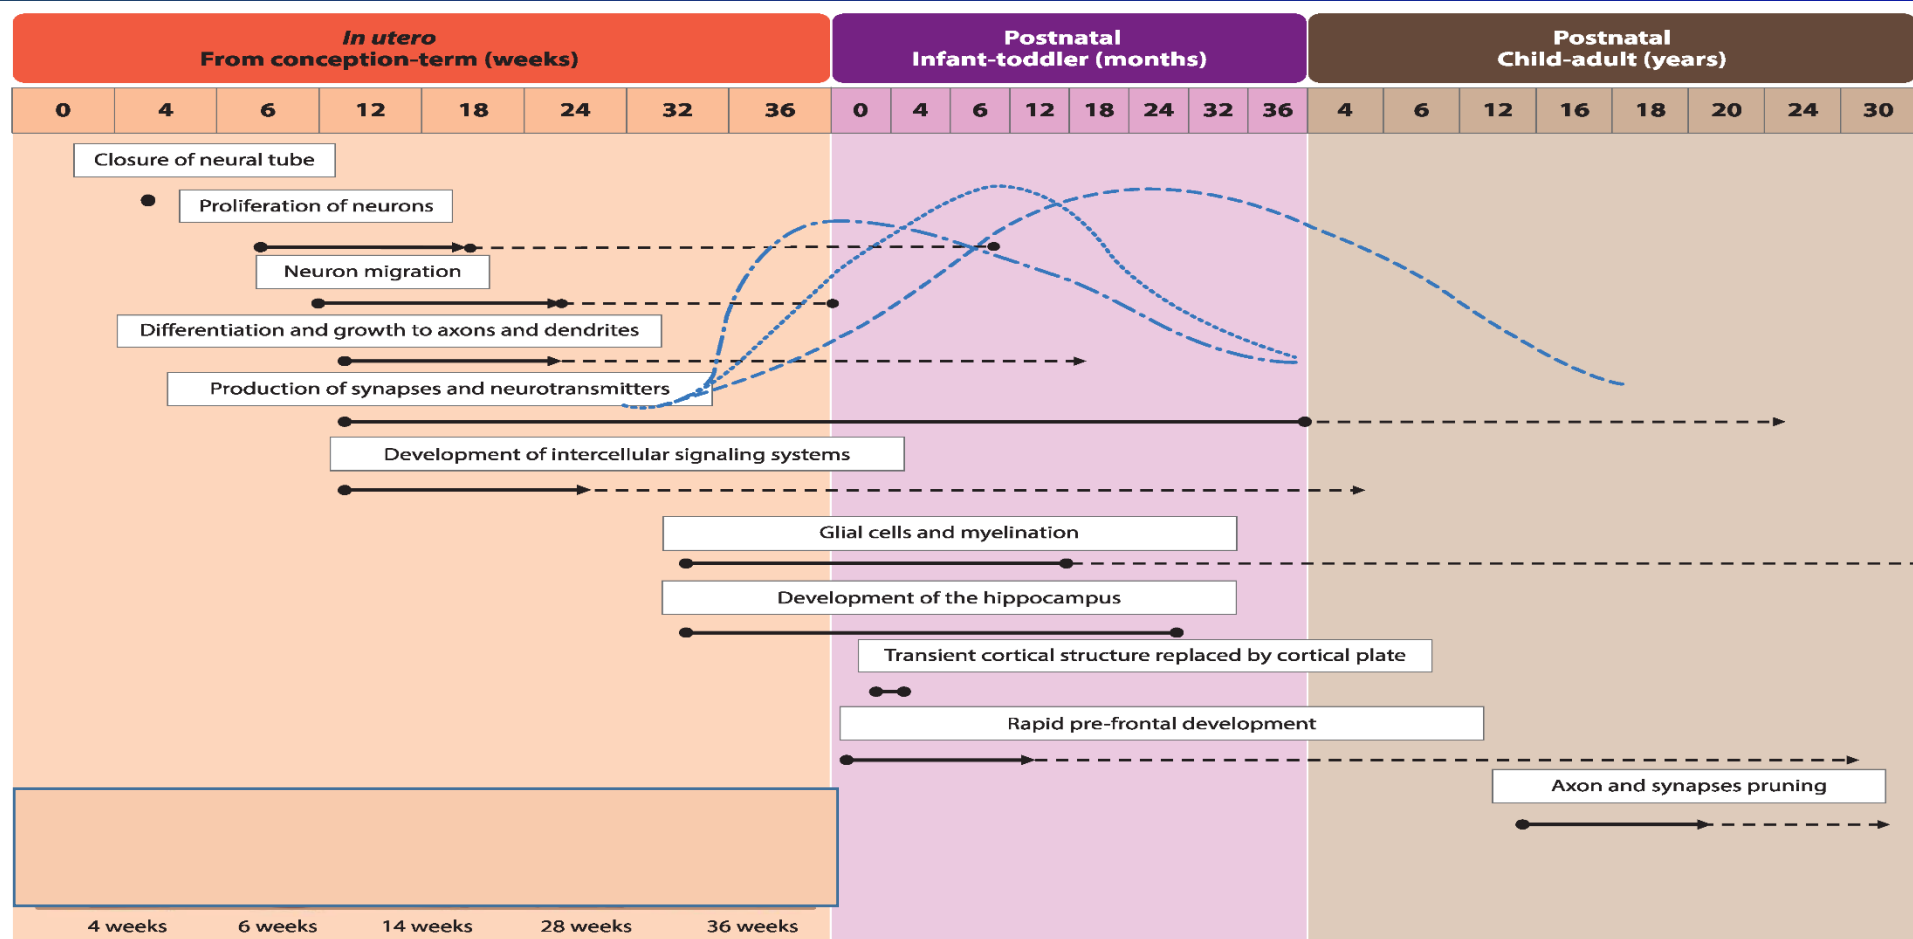 In utero
From conception-term (weeks)
Postnatal
Infant-toddler (months)
Postnatal
Child-adult (years)
0 4 6 12 18 24 32 36 0 4 6 12 18 24 32 36 4 6 12 16 18 20 24 30
Closure of neural tube
Proliferation of neurons
Neuron migration
Differentiation and growth to axons and dendrites
Production of synapses and neurotransmitters
Development of intercellular signaling systems
Glial cells and myelination
Development of the hippocampus
Transient cortical structure replaced by cortical plate
Rapid pre-frontal development
Axon and synapses pruning
4 weeks 6 weeks 14 weeks 28 weeks 36 weeks